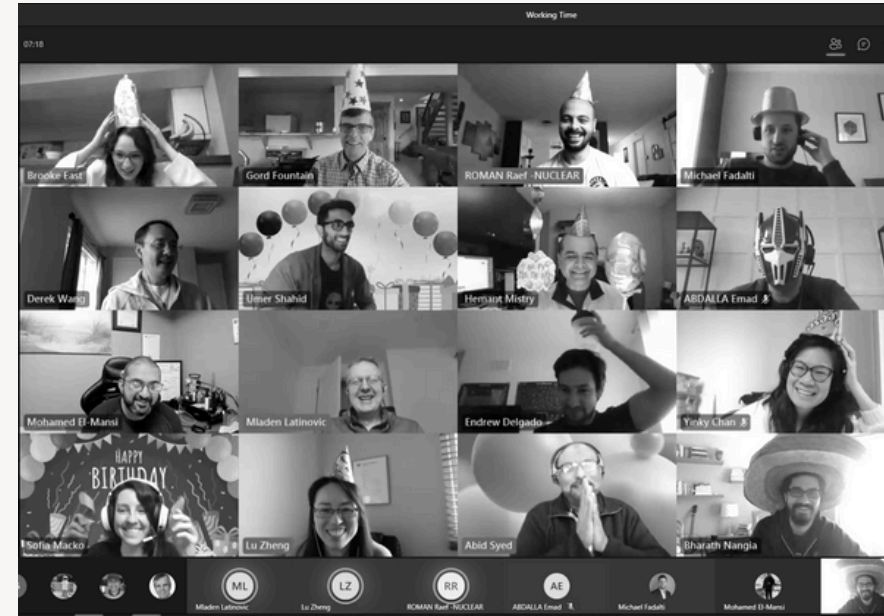 Working Time
07:18
Brooke East
Gord Fountain
ROMAN Raef -NUCLEAR
Michael Fadalti
Derek Wang
Umer Shahid
Hemant Mistry
ABDALLA Emad
Mohamed El-Mansi
Mladen Latinovic
Endrew Delgado
Yinky Chan
HAPPY
BIRTHDAY
Sofia Macko
Lu Zheng
Abid Syed
Bharath Nangia
ML
LZ
RR
AE
Mladen Latinovic
Lu Zheng
ROMAN Raef -NUCLEAR
ABDALLA Emad
Michael Fadalti
Mohamed El-Mansi